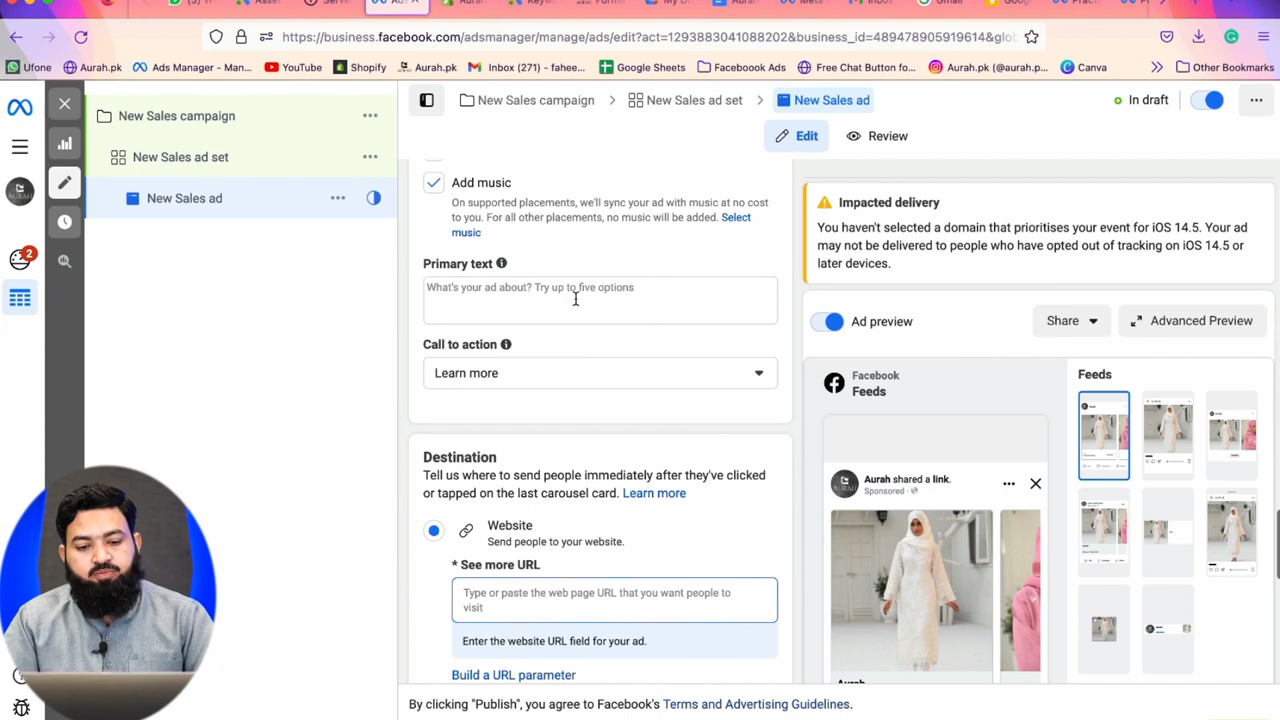 https://business.facebook.com/adsmanager/manage/ads/edit?act=1293883041088202&business_id=489478905919614&glo
Ufone
Aurah.pk
Ads Manager - Man...
YouTube
Shopify
Aurah.pk
Inbox (271) - fahee...
Google Sheets
Faceboook Ads
Free Chat Button fo...
Aurah.pk (@aurah.p...
Canva
Other Bookmarks
New Sales campaign
New Sales ad set
New Sales ad
In draft
New Sales campaign
Edit
Review
New Sales ad set
New Sales ad
2
Add music
On supported placements, we'll sync your ad with music at no cost
to you. For all other placements, no music will be added. Select
music
Primary text
What's your ad about? Try up to five options
Call to action
Learn more
Destination
Tell us where to send people immediately after they've clicked
or tapped on the last carousel card. Learn more
Website
Send people to your website.
* See more URL
Type or paste the web page URL that you want people to
visit
Enter the website URL field for your ad.
Build a URL parameter
Impacted delivery
You haven't selected a domain that prioritises your event for iOS 14.5. Your ad
may not be delivered to people who have opted out of tracking on iOS 14.5 or
later devices.
Ad preview
Share
Advanced Preview
Facebook
Feeds
Feeds
Aurah shared a link.
Sponsored
By clicking "Publish", you agree to Facebook's Terms and Advertising Guidelines.